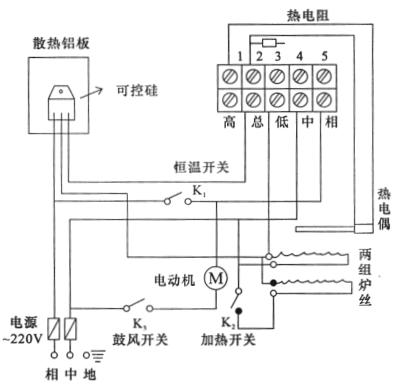 热电阻
散热铝板
可控硅
1 2 3 4 5
高 总 低 中 相
恒温开关
K₁
热电偶
两组炉丝
电动机
M
电源
~220V
K₃
鼓风开关
K₂
加热开关
相 中 地